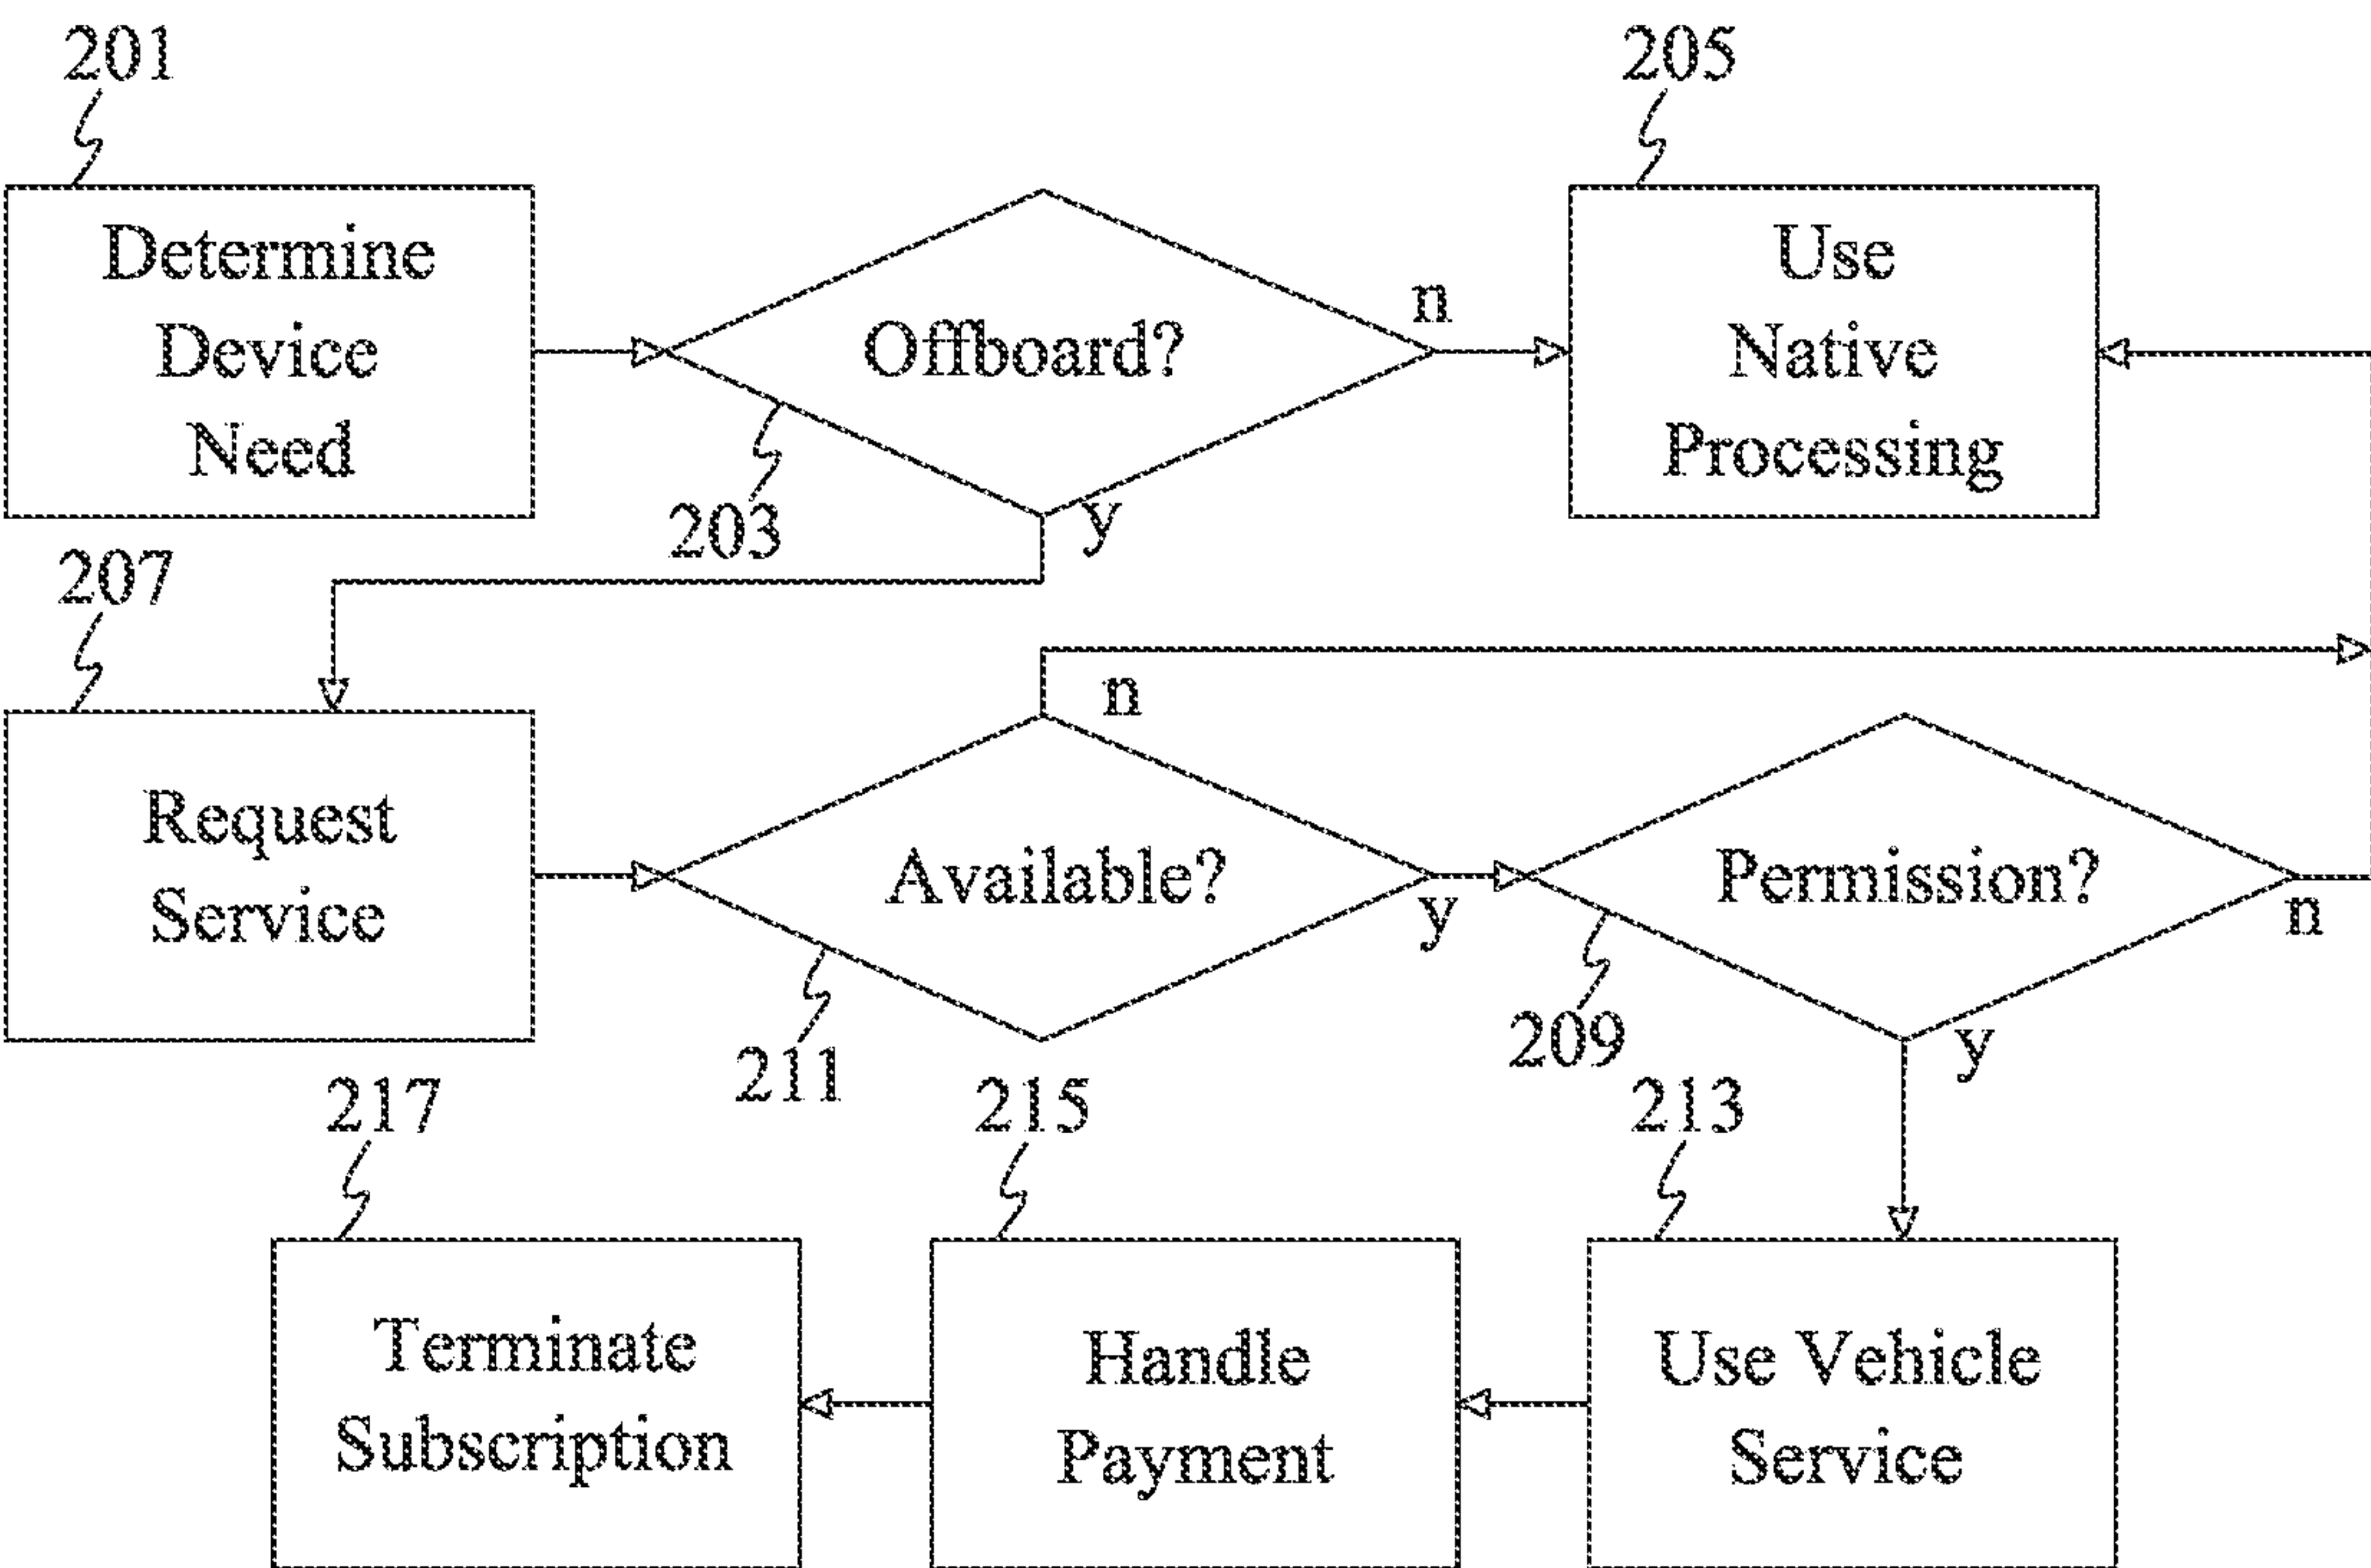 201
205
Determine
Device
Need
Offboard?
n
Use
Native
Processing
203
y
207
n
Request
Service
Available?
y
Permission?
n
211
209
y
217
215
213
Terminate
Subscription
Handle
Payment
Use Vehicle
Service